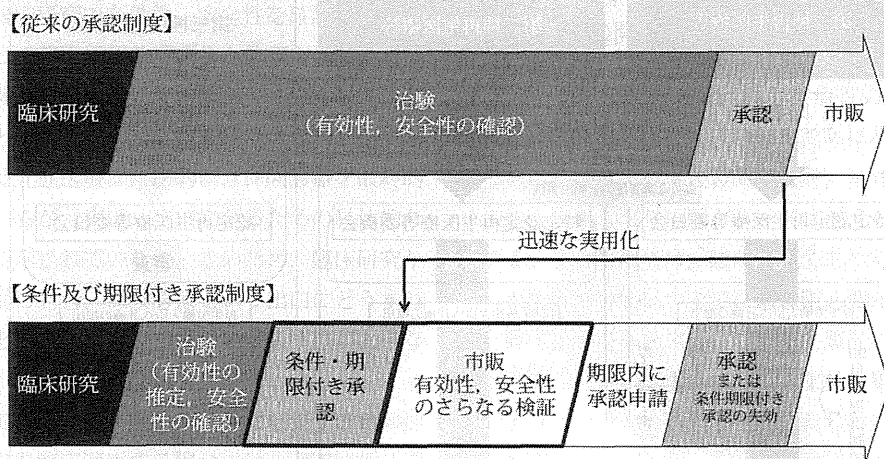 【従来の承認制度】
臨床研究
治験
(有効性，安全性の確認)
承認
市販
迅速な実用化
【条件及び期限付き承認制度】
臨床研究
治験
(有効性の
推定，安全
性の確認)
条件・期
限付き承
認
市販
有効性，安全性
のさらなる検証
期限内に
承認申請
承認
または
条件期限付き
承認の失効
市販